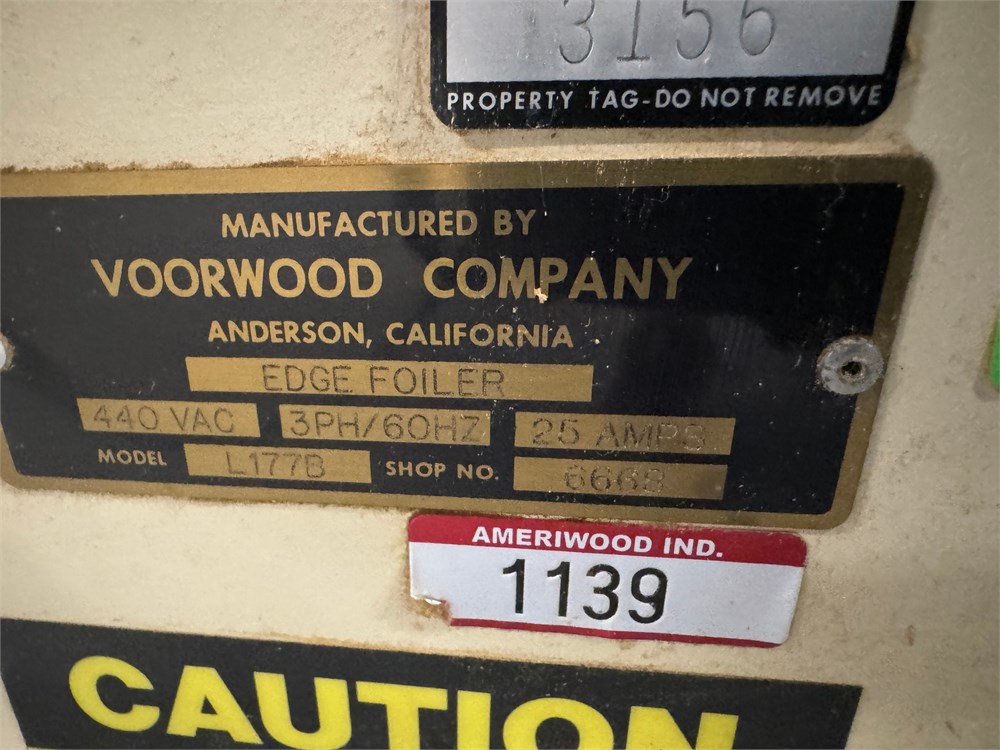 3156
PROPERTY TAG-DO NOT REMOVE
MANUFACTURED BY
VOORWOOD COMPANY
ANDERSON, CALIFORNIA
EDGE FOILER
440 VAC 3PH/60HZ 25 AMPS
MODEL L177B SHOP NO. 6668
AMERIWOOD IND.
1139
CAUTION